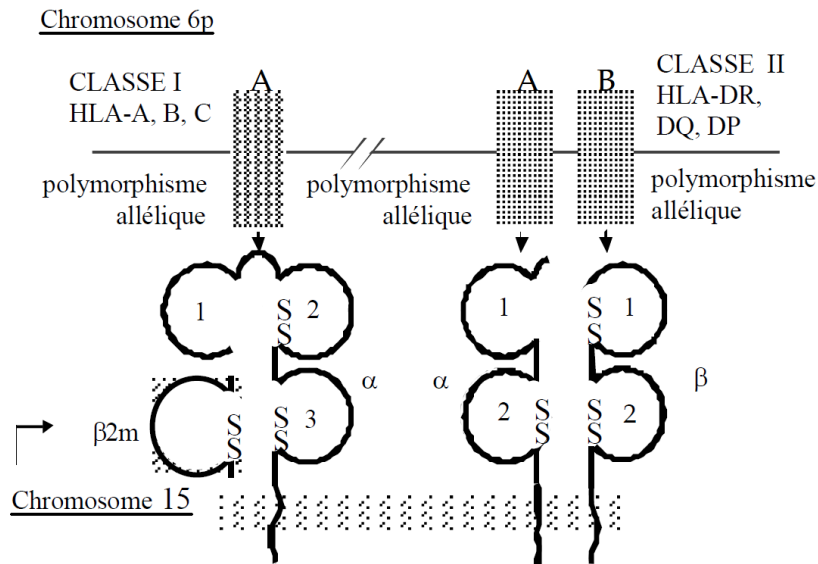 Chromosome 6p
CLASSE I
HLA-A, B, C
A
A
B
CLASSE II
HLA-DR,
DQ, DP
polymorphisme
allélique
polymorphisme
allélique
polymorphisme
allélique
1
S
S
2
1
S
S
1
α
α
β
β2m
S
S
S
S
3
2
S
S
S
S
2
Chromosome 15